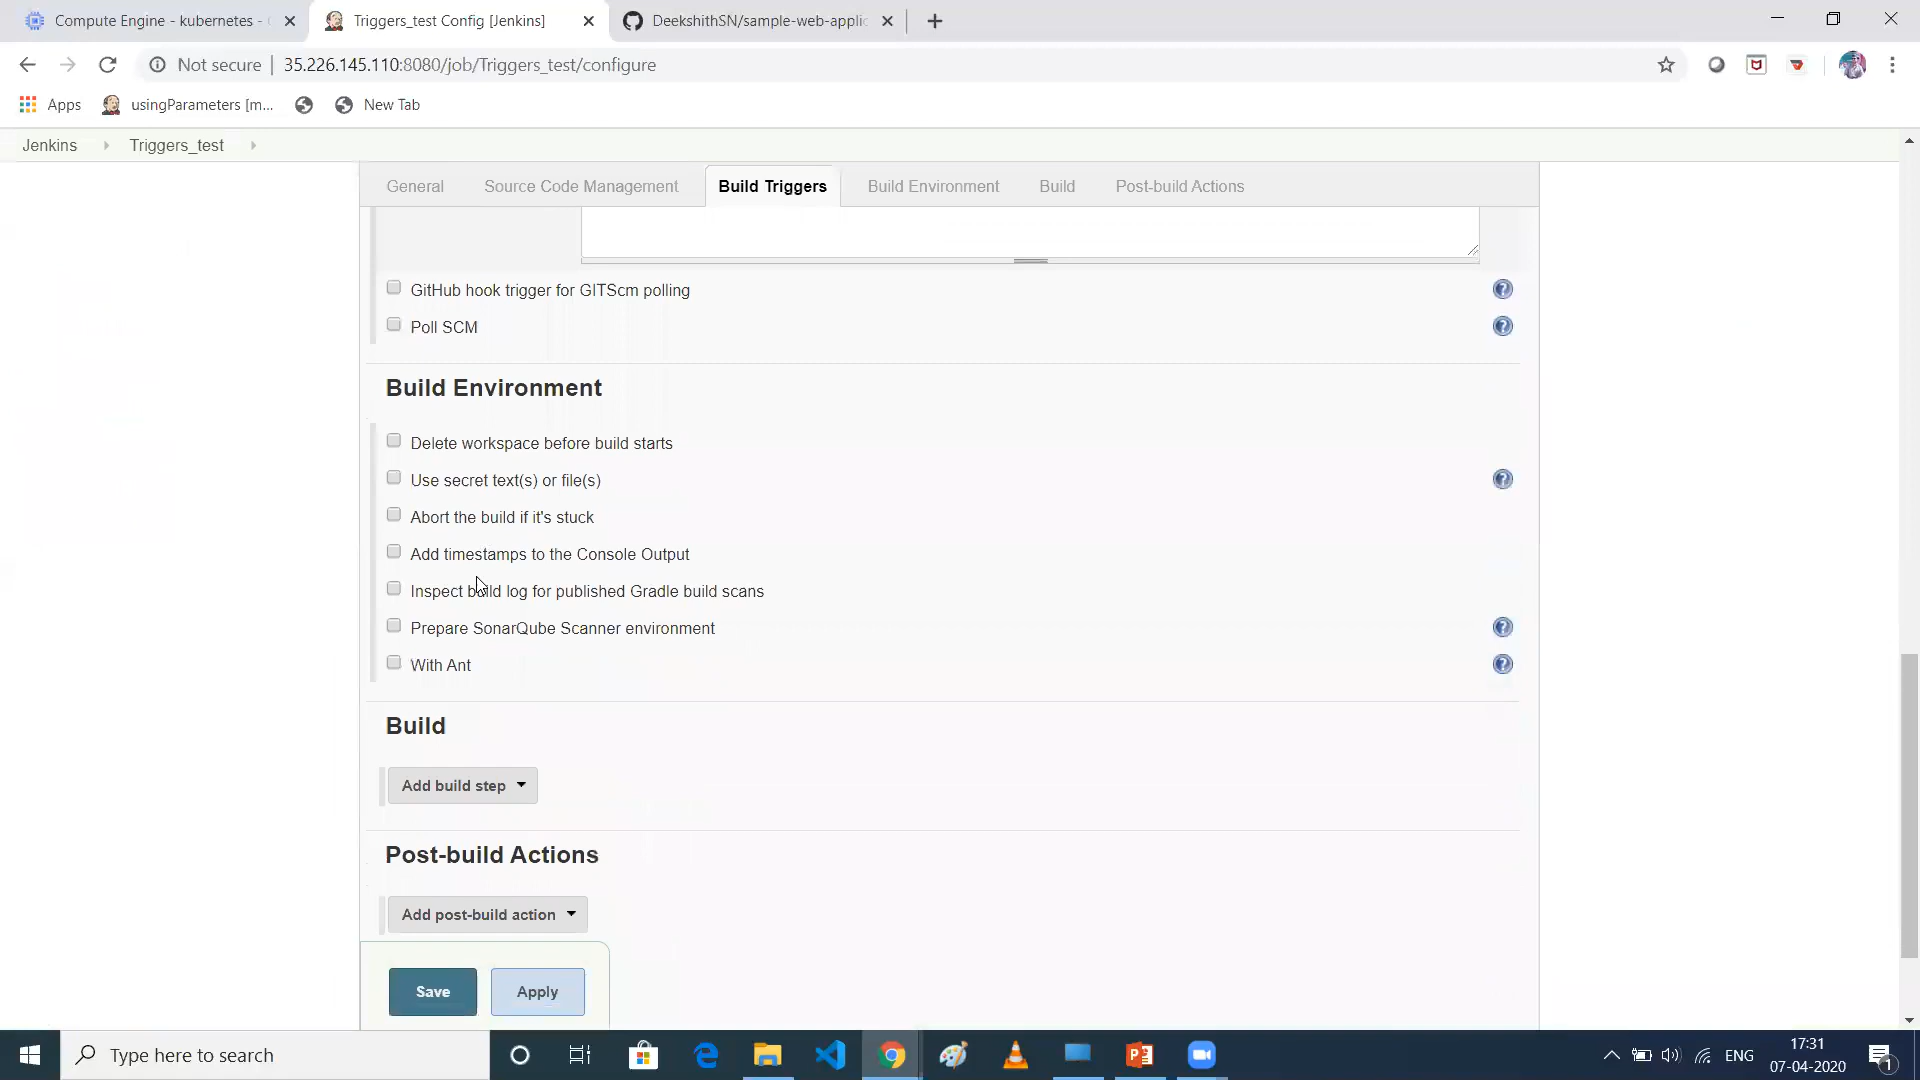 Compute Engine - kubernetes -
Triggers_test Config [Jenkins]
DeekshithSN/sample-web-applic
Not secure | 35.226.145.110:8080/job/Triggers_test/configure
Apps
usingParameters [m...
New Tab
Jenkins
Triggers_test
General
Source Code Management
Build Triggers
Build Environment
Build
Post-build Actions
GitHub hook trigger for GITScm polling
Poll SCM
Build Environment
Delete workspace before build starts
Use secret text(s) or file(s)
Abort the build if it's stuck
Add timestamps to the Console Output
Inspect build log for published Gradle build scans
Prepare SonarQube Scanner environment
With Ant
Build
Add build step
Post-build Actions
Add post-build action
Save
Apply
Type here to search
ENG
17:31
07-04-2020
1